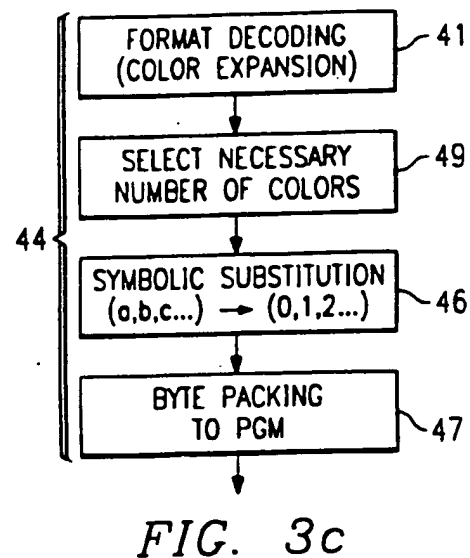 FORMAT DECODING
(COLOR EXPANSION)
41
SELECT NECESSARY
NUMBER OF COLORS
49
44
SYMBOLIC SUBSTITUTION
(a,b,c...) → (0,1,2...)
46
BYTE PACKING
TO PGM
47
FIG. 3c